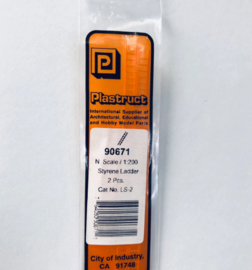 Plastruct
International Supplier of
Architectural, Educational
and Hobby Model Parts
90671
N Scale / 1:200
Styrene Ladder
2 Pcs.
Cat No. LS-2
City of Industry,
CA 91748